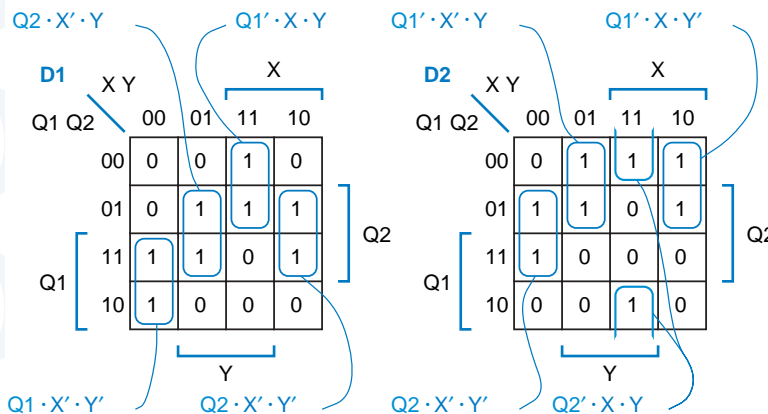 Q2 · X′ · Y Q1′ · X · Y Q1′ · X′ · Y Q1′ · X · Y′
D1 X Y X D2 X Y X
Q1 Q2 00 01 11 10 Q1 Q2 00 01 11 10
00 0 0 1 0 00 0 1 1 1
01 0 1 1 1 01 1 1 0 1
Q2 Q2
11 1 1 0 1 11 1 0 0 0
Q1 Q1
10 1 0 0 0 10 0 0 1 0
Y Y
Q1 · X′ · Y′ Q2 · X′ · Y′ Q2 · X′ · Y′ Q2′ · X · Y